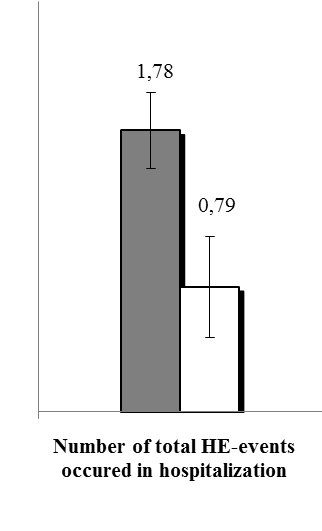 1,78
0,79
Number of total HE-events
occured in hospitalization